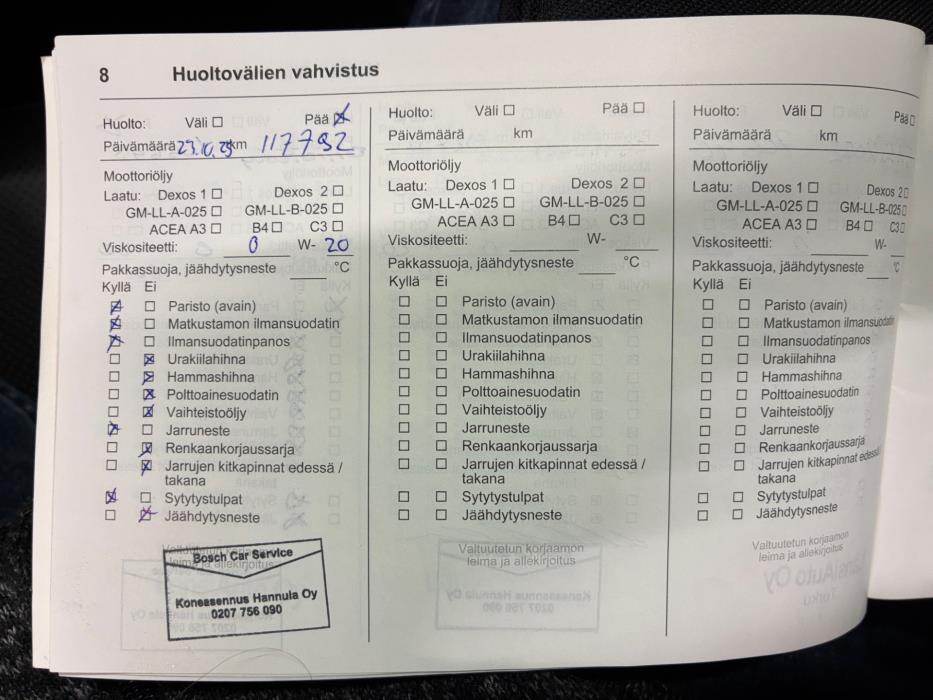 8 Huoltovälien vahvistus
Huolto: Väli ☐ Pää ☒
Päivämäärä km 117792
Moottoriöljy
Laatu: Dexos 1 ☐ Dexos 2 ☐
GM-LL-A-025 ☐ GM-LL-B-025 ☐
ACEA A3 ☐ B4 ☐ C3 ☐
Viskositeetti: 0 W- 20
Pakkassuoja, jäähdytysneste °C
Kyllä Ei
☒ ☐ Paristo (avain)
☒ ☐ Matkustamon ilmansuodatin
☒ ☐ Ilmansuodatinpanos
☐ ☒ Urakiilahihna
☐ ☒ Hammashihna
☐ ☒ Polttoainesuodatin
☐ ☒ Vaihteistoöljy
☒ ☐ Jarruneste
☐ ☒ Renkaankorjaussarja
☐ ☒ Jarrujen kitkapinnat edessä /
takana
☒ ☐ Sytytystulpat
☐ ☒ Jäähdytysneste
Bosch Car Service
leima ja allekirjoitus
Koneasennus Hannula Oy
0207 756 090
Huolto: Väli ☐ Pää ☐
Päivämäärä km
Moottoriöljy
Laatu: Dexos 1 ☐ Dexos 2 ☐
GM-LL-A-025 ☐ GM-LL-B-025 ☐
ACEA A3 ☐ B4 ☐ C3 ☐
Viskositeetti: W-
Pakkassuoja, jäähdytysneste °C
Kyllä Ei
☐ ☐ Paristo (avain)
☐ ☐ Matkustamon ilmansuodatin
☐ ☐ Ilmansuodatinpanos
☐ ☐ Urakiilahihna
☐ ☐ Hammashihna
☐ ☐ Polttoainesuodatin
☐ ☐ Vaihteistoöljy
☐ ☐ Jarruneste
☐ ☐ Renkaankorjaussarja
☐ ☐ Jarrujen kitkapinnat edessä /
takana
☐ ☐ Sytytystulpat
☐ ☐ Jäähdytysneste
Valtuutetun korjaamon
leima ja allekirjoitus
Huolto: Väli ☐ Pää ☐
Päivämäärä km
Moottoriöljy
Laatu: Dexos 1 ☐ Dexos 2 ☐
GM-LL-A-025 ☐ GM-LL-B-025 ☐
ACEA A3 ☐ B4 ☐ C3 ☐
Viskositeetti: W-
Pakkassuoja, jäähdytysneste °C
Kyllä Ei
☐ ☐ Paristo (avain)
☐ ☐ Matkustamon ilmansuodatin
☐ ☐ Ilmansuodatinpanos
☐ ☐ Urakiilahihna
☐ ☐ Hammashihna
☐ ☐ Polttoainesuodatin
☐ ☐ Vaihteistoöljy
☐ ☐ Jarruneste
☐ ☐ Renkaankorjaussarja
☐ ☐ Jarrujen kitkapinnat edessä
takana
☐ ☐ Sytytystulpat
☐ ☐ Jäähdytysneste
Valtuutetun korjaamon
leima ja allekirjoitus